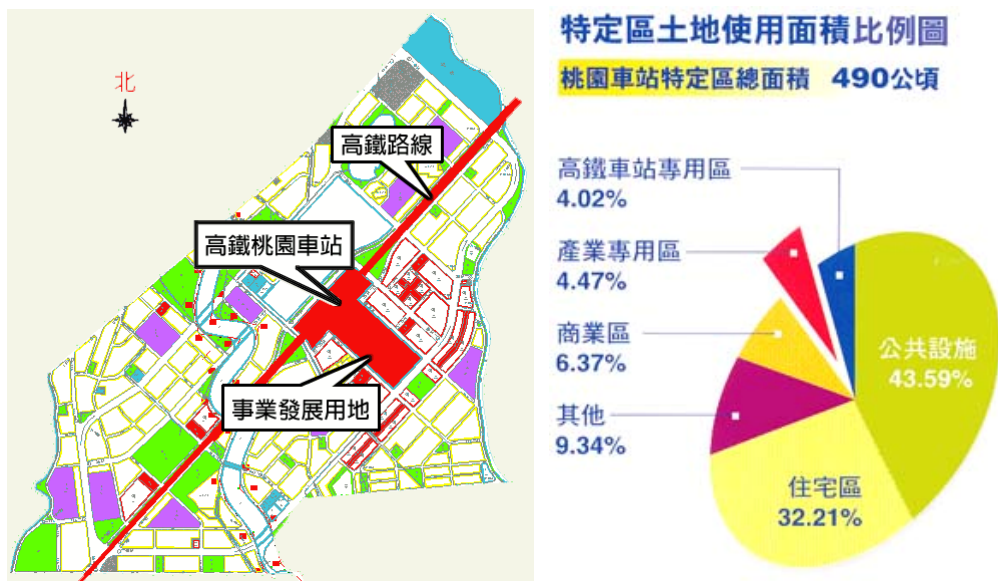 北
高鐵路線
高鐵桃園車站
事業發展用地
特定區土地使用面積比例圖
桃園車站特定區總面積 490公頃
高鐵車站專用區
4.02%
產業專用區
4.47%
商業區
6.37%
其他
9.34%
公共設施
43.59%
住宅區
32.21%